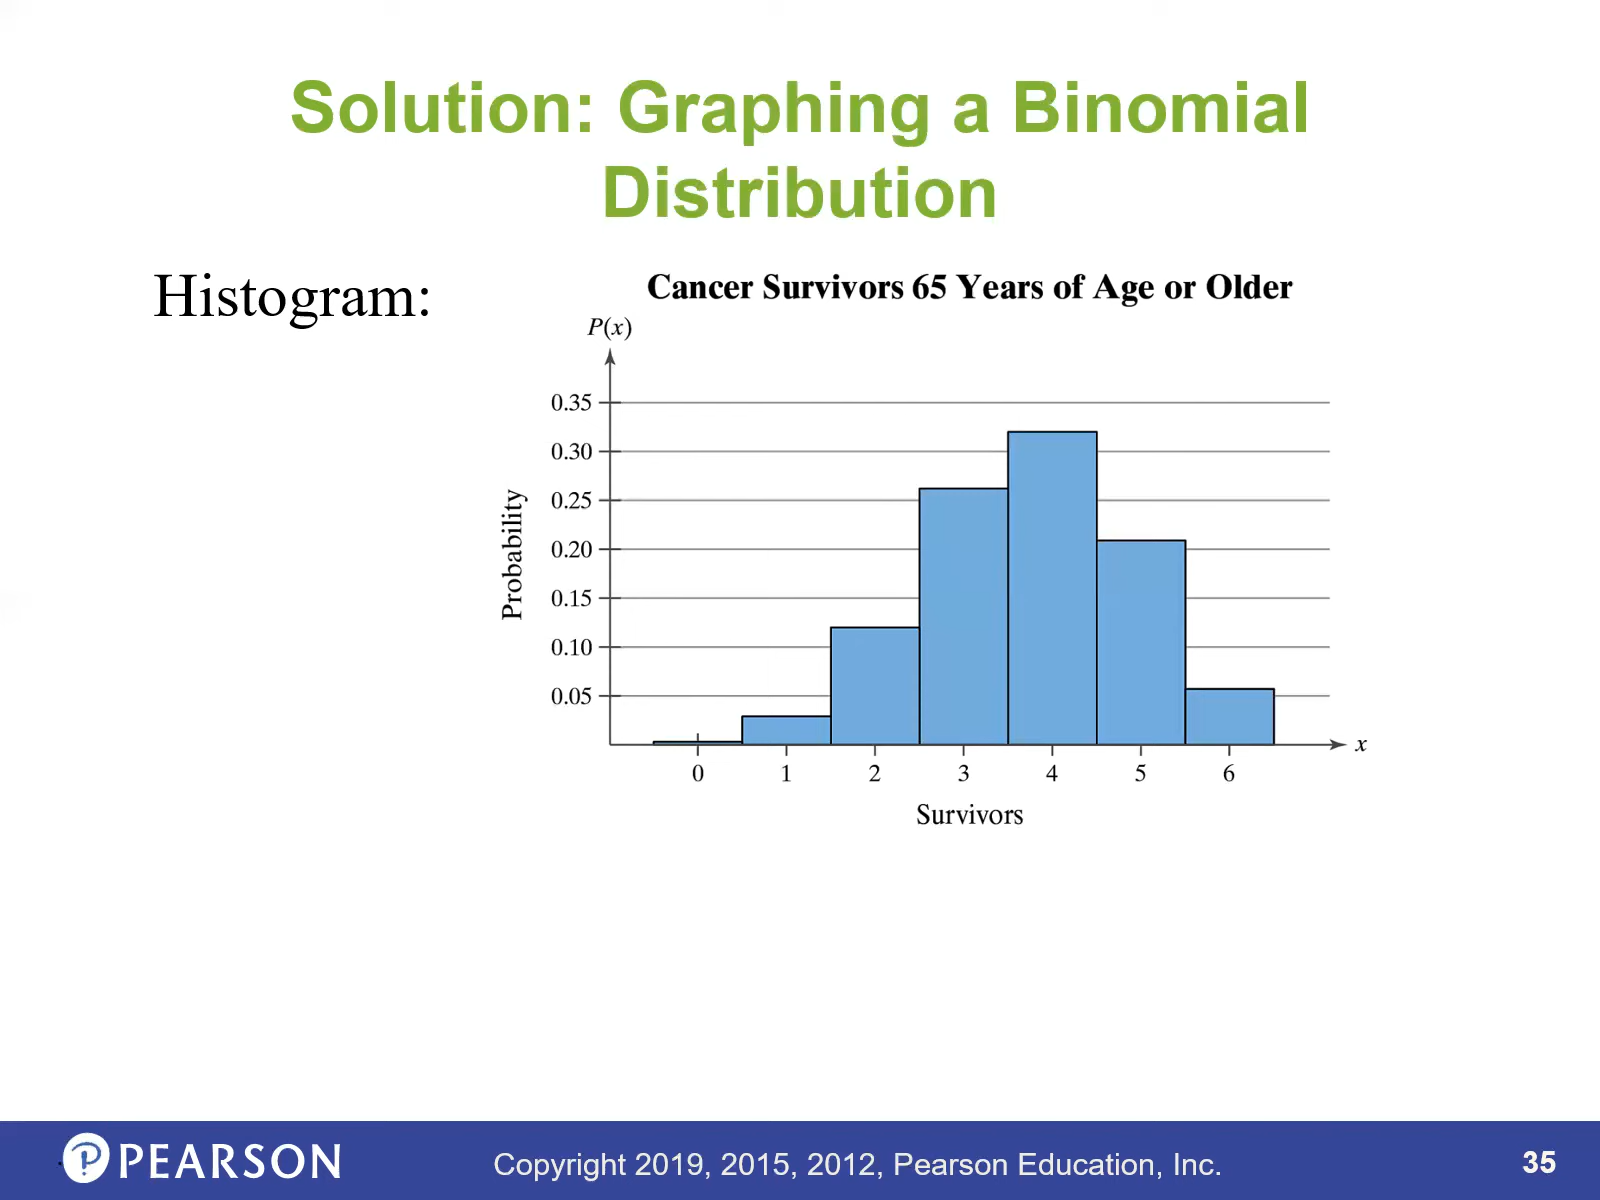 Solution: Graphing a Binomial
Distribution
Histogram:
Cancer Survivors 65 Years of Age or Older
P(x)
0.35
0.30
0.25
0.20
0.15
0.10
0.05
Probability
x
0 1 2 3 4 5 6
Survivors
PEARSON
Copyright 2019, 2015, 2012, Pearson Education, Inc.
35